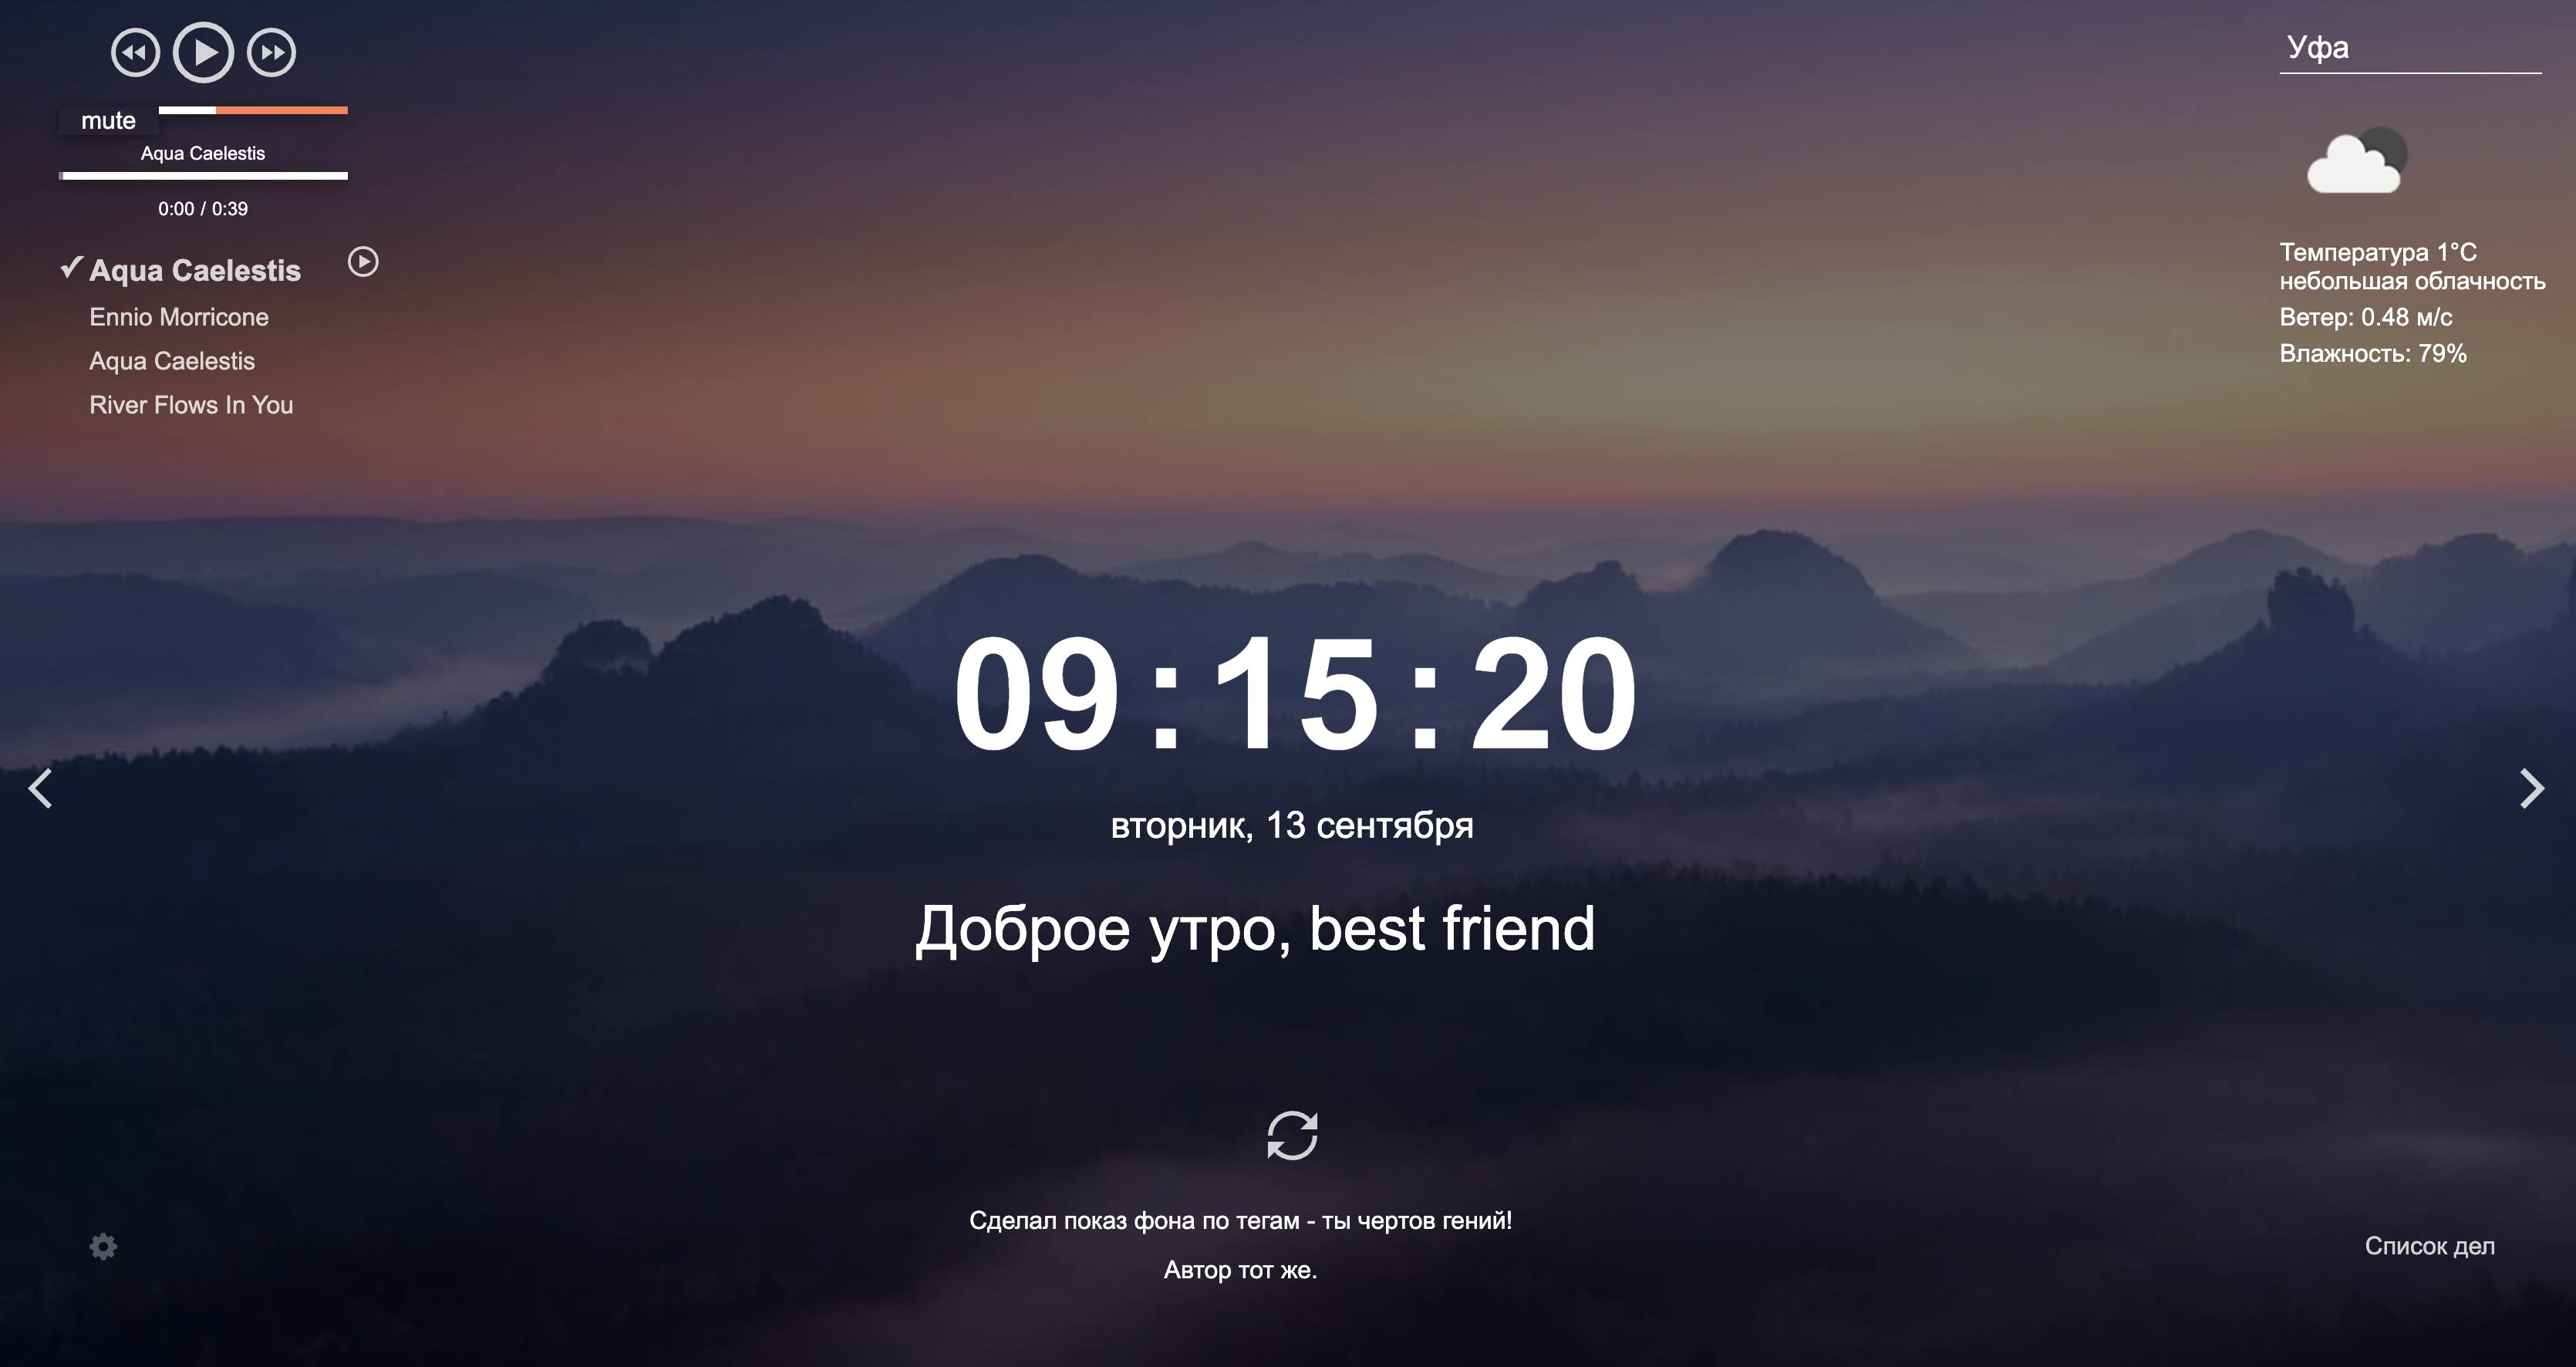 mute
Aqua Caelestis
0:00 / 0:39
Aqua Caelestis
Ennio Morricone
Aqua Caelestis
River Flows In You
Уфа
Температура 1°C
небольшая облачность
Ветер: 0.48 м/с
Влажность: 79%
09:15:20
вторник, 13 сентября
Доброе утро, best friend
Сделал показ фона по тегам - ты чертов гений!
Автор тот же.
Список дел